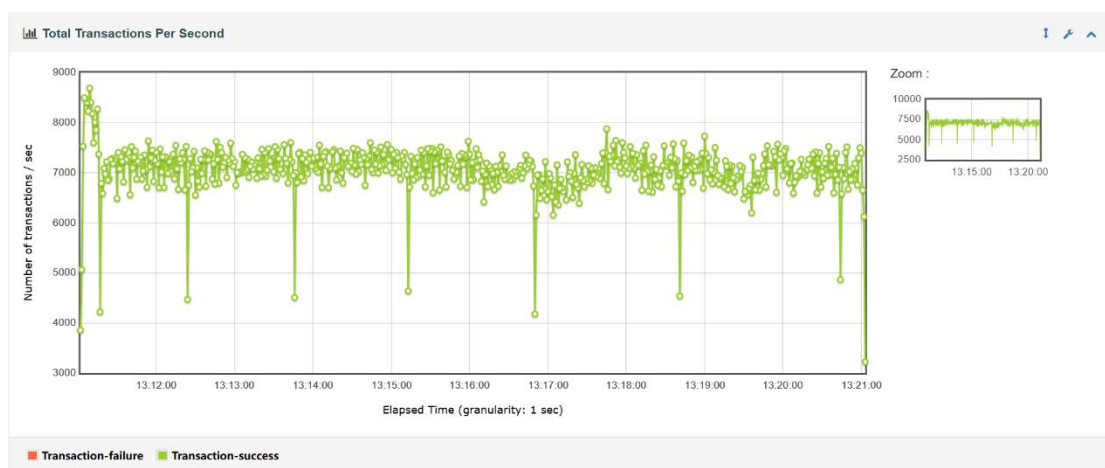 Total Transactions Per Second
Zoom :
9000
8000
7000
6000
5000
4000
3000
Number of transactions / sec
13:12:00 13:13:00 13:14:00 13:15:00 13:16:00 13:17:00 13:18:00 13:19:00 13:20:00 13:21:00
Elapsed Time (granularity: 1 sec)
10000
7500
5000
2500
13:15:00 13:20:00
Transaction-failure Transaction-success